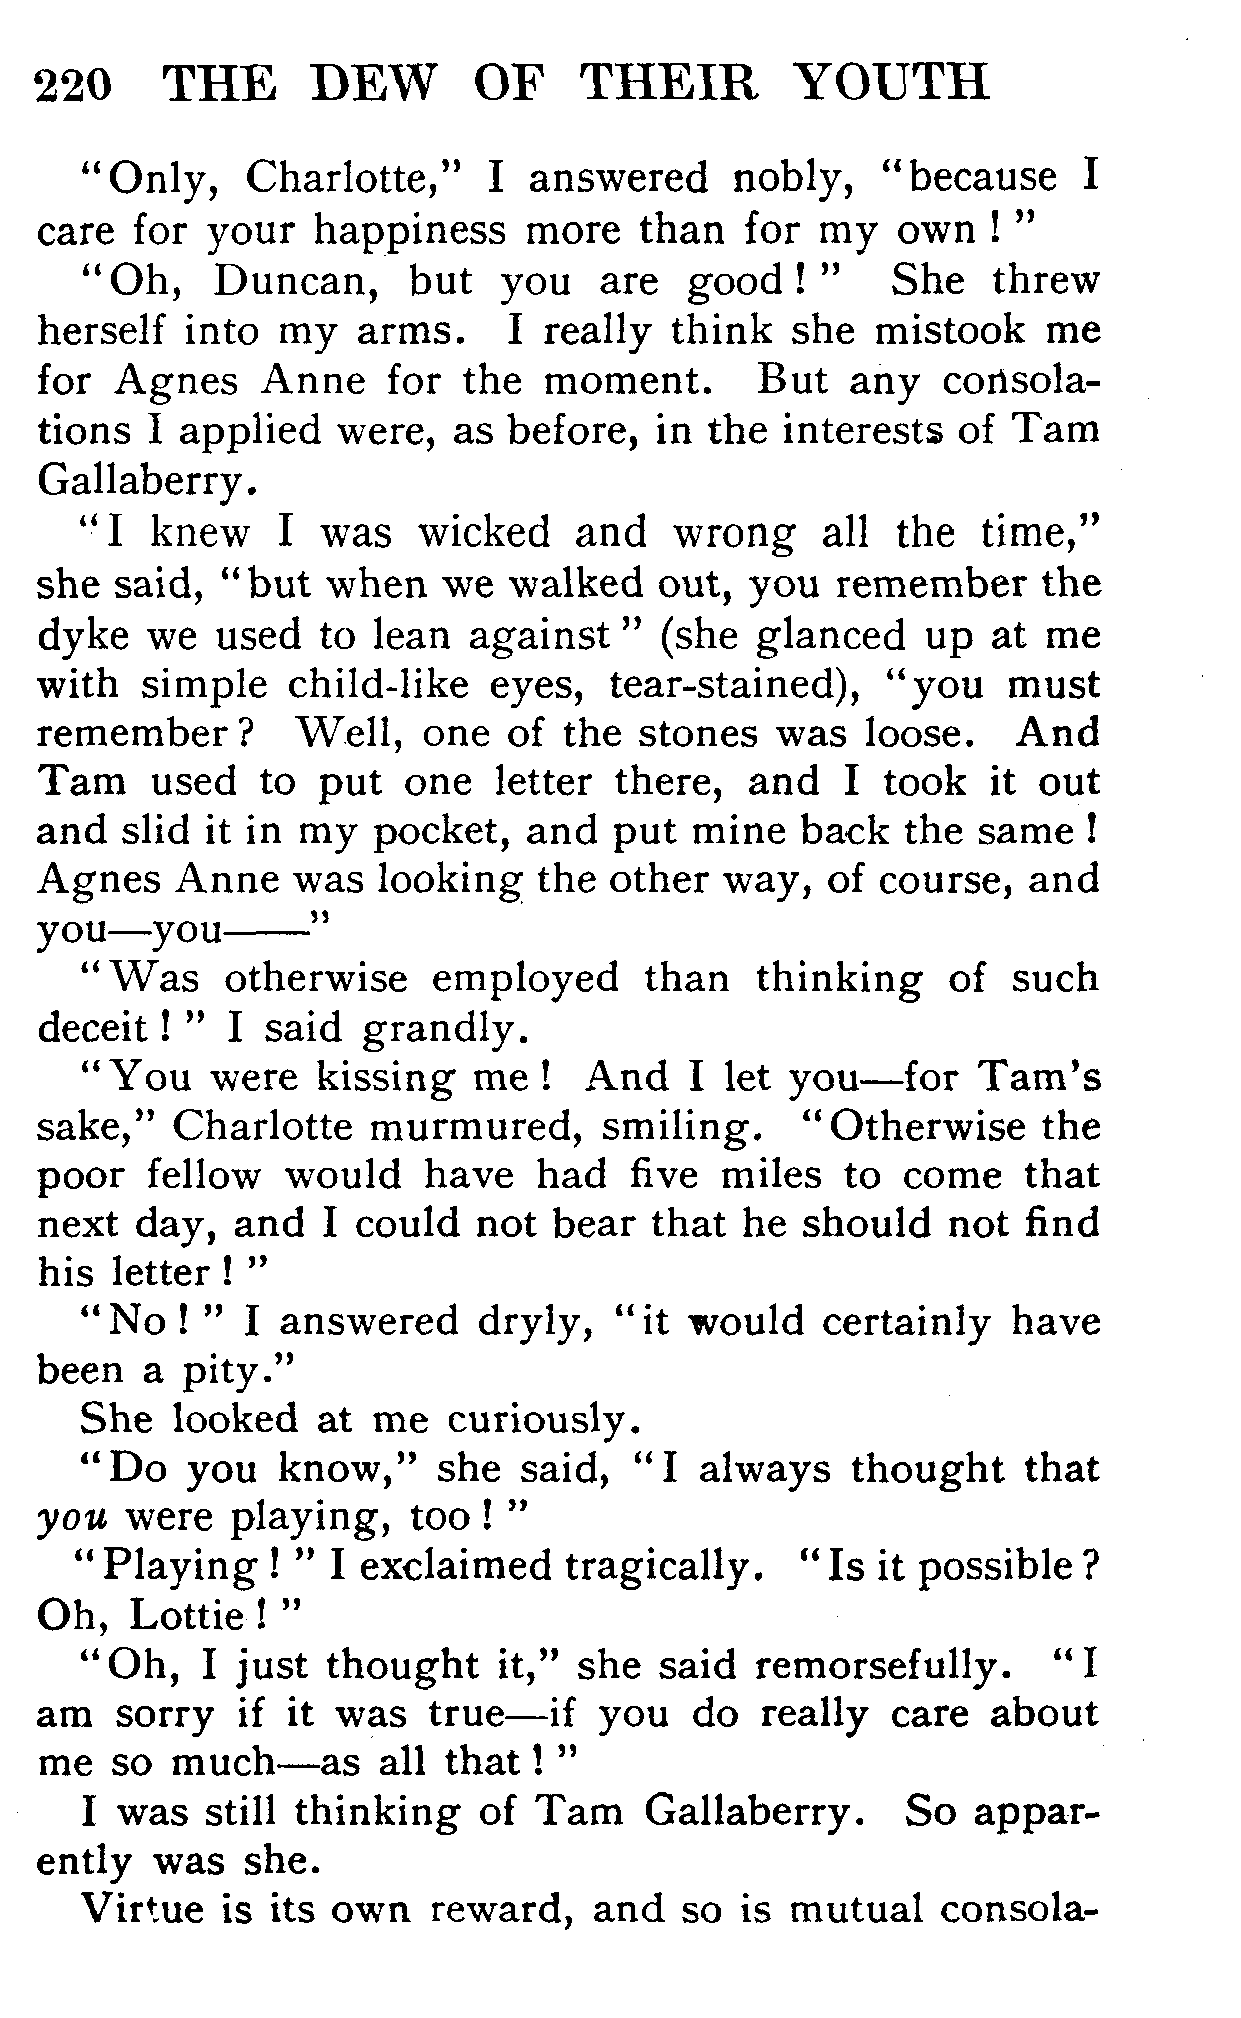 220 THE DEW OF THEIR YOUTH
"Only, Charlotte," I answered nobly, "because I
care for your happiness more than for my own ! "
"Oh, Duncan, but you are good ! " She threw
herself into my arms. I really think she mistook me
for Agnes Anne for the moment. But any consola-
tions I applied were, as before, in the interests of Tam
Gallaberry.
"I knew I was wicked and wrong all the time,"
she said, "but when we walked out, you remember the
dyke we used to lean against " (she glanced up at me
with simple child-like eyes, tear-stained), "you must
remember ? Well, one of the stones was loose. And
Tam used to put one letter there, and I took it out
and slid it in my pocket, and put mine back the same !
Agnes Anne was looking the other way, of course, and
you—you——"
"Was otherwise employed than thinking of such
deceit ! " I said grandly.
"You were kissing me ! And I let you—for Tam's
sake," Charlotte murmured, smiling. "Otherwise the
poor fellow would have had five miles to come that
next day, and I could not bear that he should not find
his letter ! "
"No ! " I answered dryly, "it would certainly have
been a pity."
She looked at me curiously.
"Do you know," she said, "I always thought that
you were playing, too ! "
"Playing ! " I exclaimed tragically. "Is it possible ?
Oh, Lottie ! "
"Oh, I just thought it," she said remorsefully. "I
am sorry if it was true—if you do really care about
me so much—as all that ! "
I was still thinking of Tam Gallaberry. So appar-
ently was she.
Virtue is its own reward, and so is mutual consola-